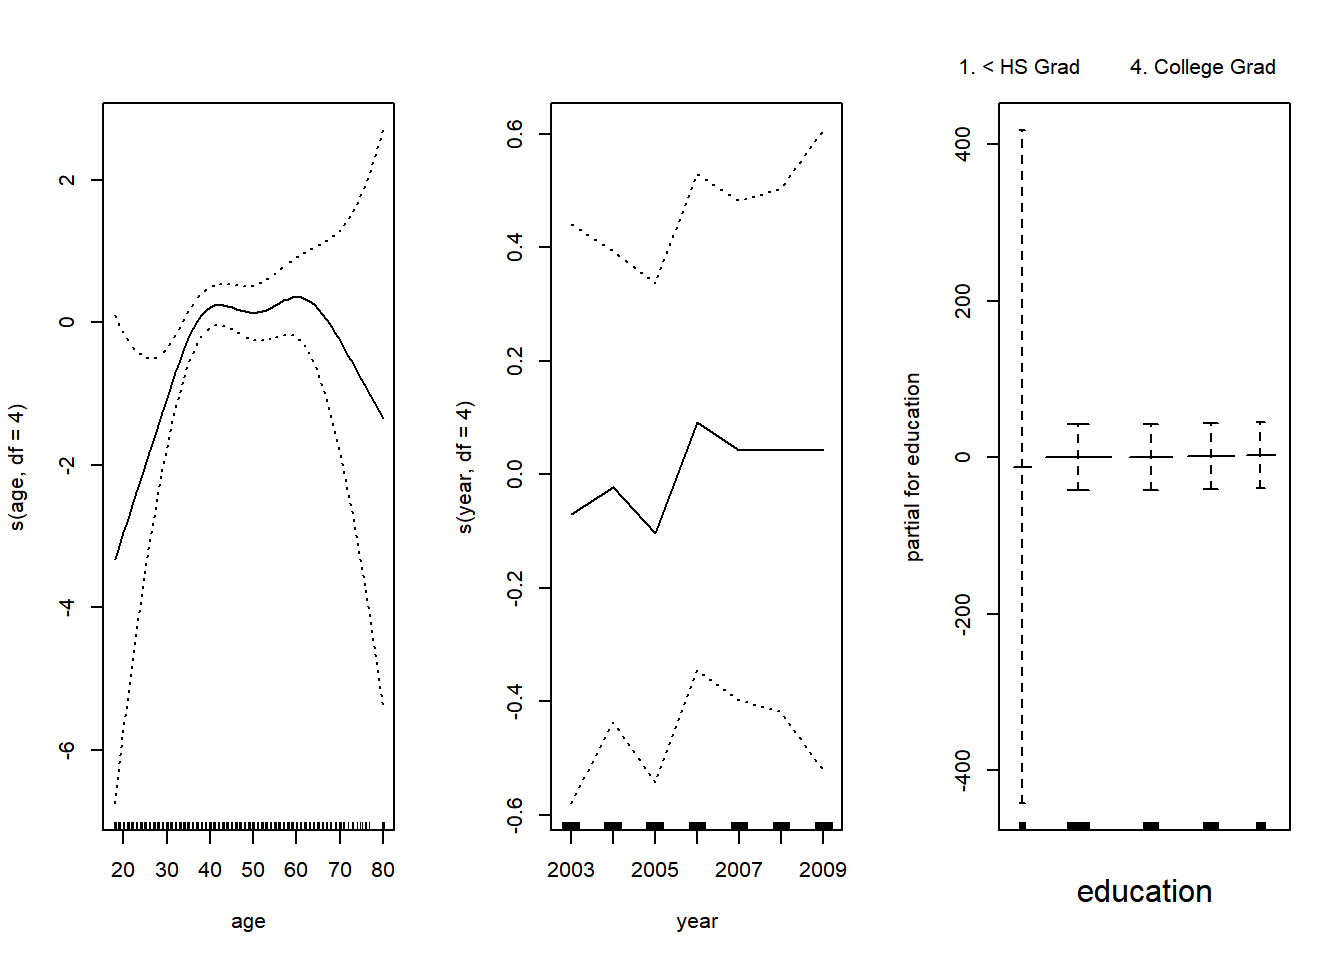 s(age, df = 4)
2
0
-2
-4
-6
20 30 40 50 60 70 80
age
s(year, df = 4)
0.6
0.4
0.2
0.0
-0.2
-0.4
-0.6
2003 2005 2007 2009
year
1. < HS Grad 4. College Grad
partial for education
400
200
0
-200
-400
education